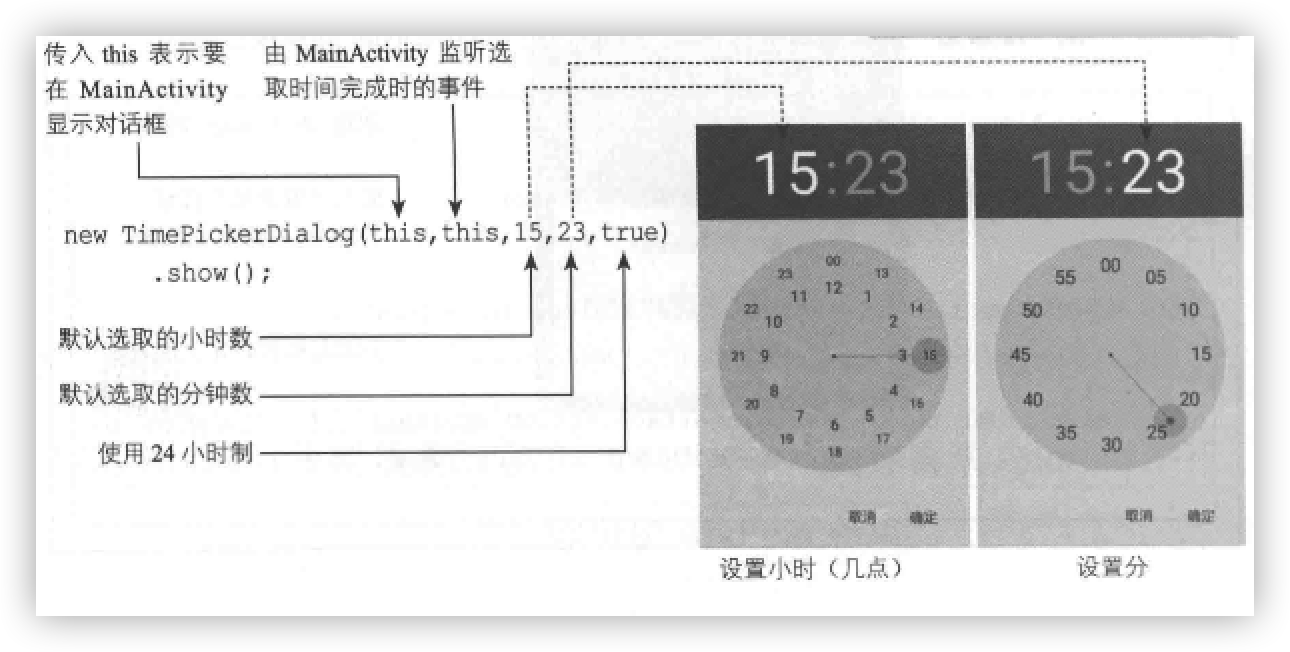 传入 this 表示要
在 MainActivity
显示对话框
由 MainActivity 监听选
取时间完成时的事件
new TimePickerDialog(this,this,15,23,true)
.show();
默认选取的小时数
默认选取的分钟数
使用 24 小时制
15:23
00
23 13
12
11 1
22 14
10 2
21 9 3 15
8 4
20 16
7 5
6
19 17
18
取消 确定
设置小时（几点）
15:23
00
55 05
50 10
45 15
40 20
35 25
30
取消 确定
设置分